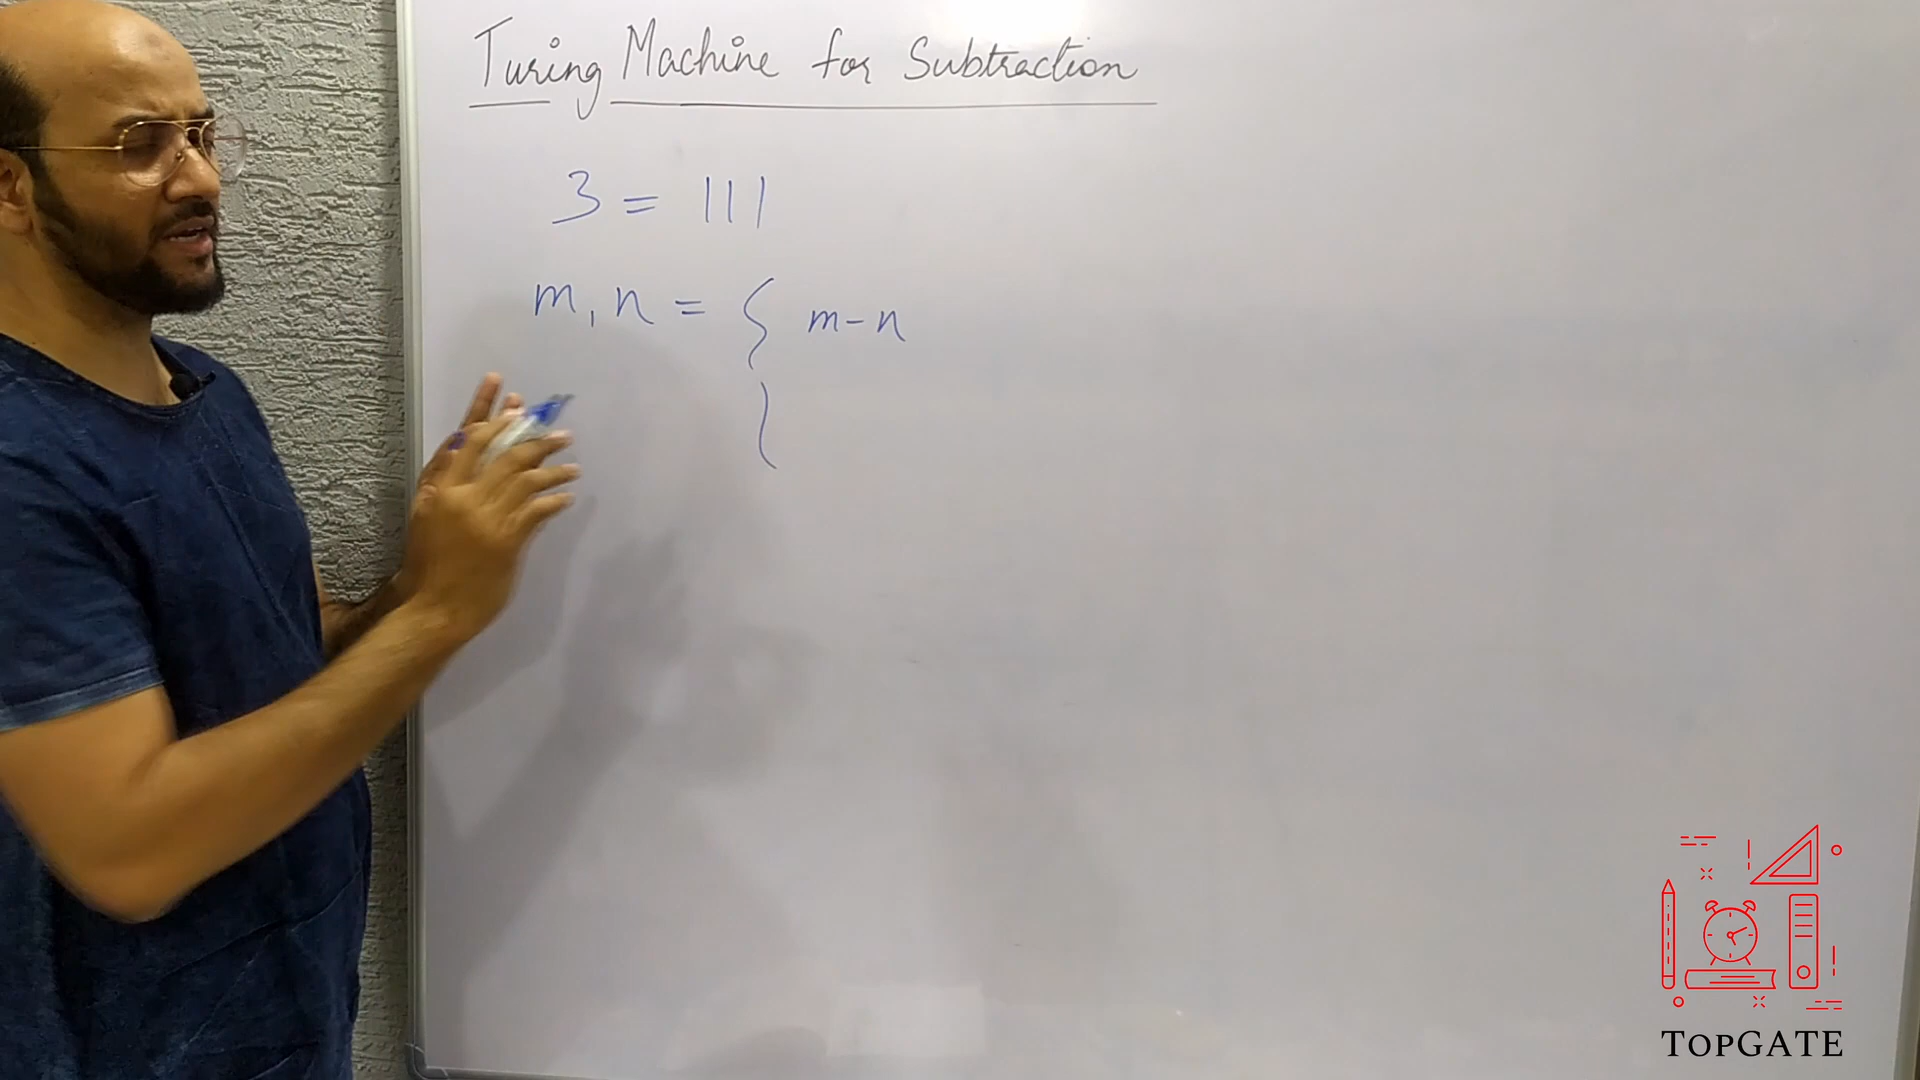 Turing Machine for Subtraction
3 = 111
m, n = { m-n
TOPGATE